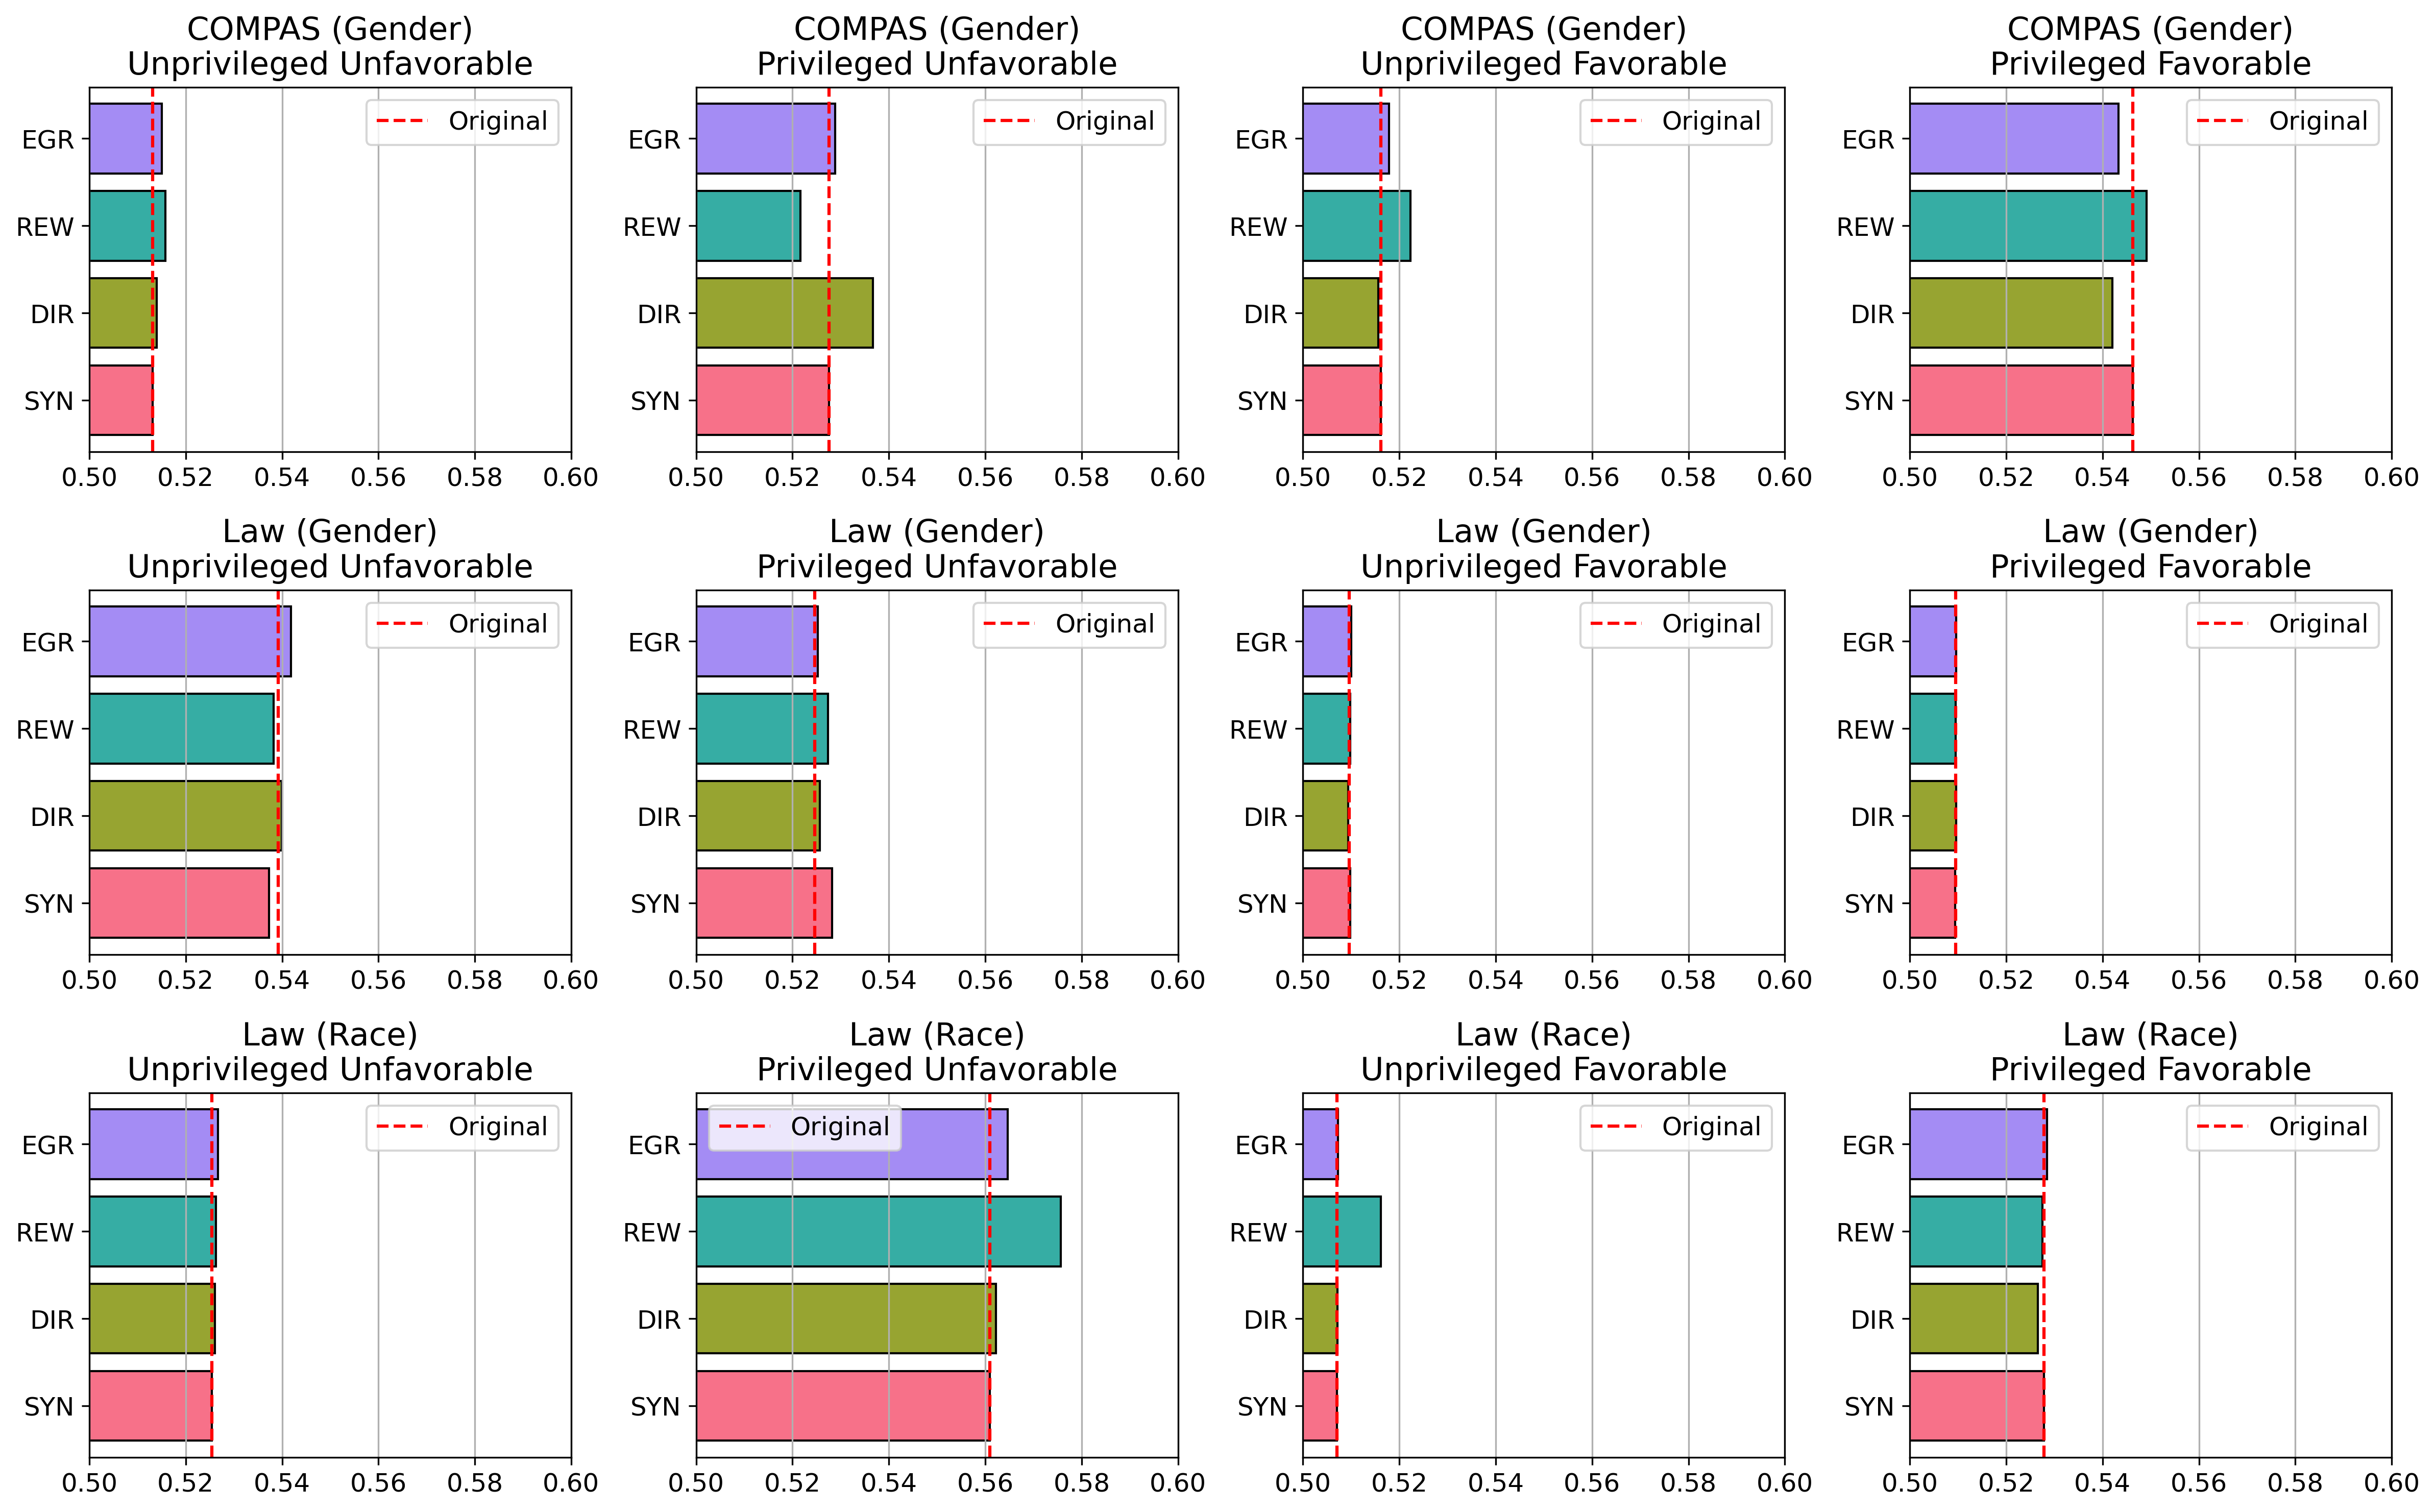 COMPAS (Gender)
Unprivileged Unfavorable
Original
EGR
REW
DIR
SYN
0.50 0.52 0.54 0.56 0.58 0.60
COMPAS (Gender)
Privileged Unfavorable
Original
EGR
REW
DIR
SYN
0.50 0.52 0.54 0.56 0.58 0.60
COMPAS (Gender)
Unprivileged Favorable
Original
EGR
REW
DIR
SYN
0.50 0.52 0.54 0.56 0.58 0.60
COMPAS (Gender)
Privileged Favorable
Original
EGR
REW
DIR
SYN
0.50 0.52 0.54 0.56 0.58 0.60
Law (Gender)
Unprivileged Unfavorable
Original
EGR
REW
DIR
SYN
0.50 0.52 0.54 0.56 0.58 0.60
Law (Gender)
Privileged Unfavorable
Original
EGR
REW
DIR
SYN
0.50 0.52 0.54 0.56 0.58 0.60
Law (Gender)
Unprivileged Favorable
Original
EGR
REW
DIR
SYN
0.50 0.52 0.54 0.56 0.58 0.60
Law (Gender)
Privileged Favorable
Original
EGR
REW
DIR
SYN
0.50 0.52 0.54 0.56 0.58 0.60
Law (Race)
Unprivileged Unfavorable
Original
EGR
REW
DIR
SYN
0.50 0.52 0.54 0.56 0.58 0.60
Law (Race)
Privileged Unfavorable
Original
EGR
REW
DIR
SYN
0.50 0.52 0.54 0.56 0.58 0.60
Law (Race)
Unprivileged Favorable
Original
EGR
REW
DIR
SYN
0.50 0.52 0.54 0.56 0.58 0.60
Law (Race)
Privileged Favorable
Original
EGR
REW
DIR
SYN
0.50 0.52 0.54 0.56 0.58 0.60